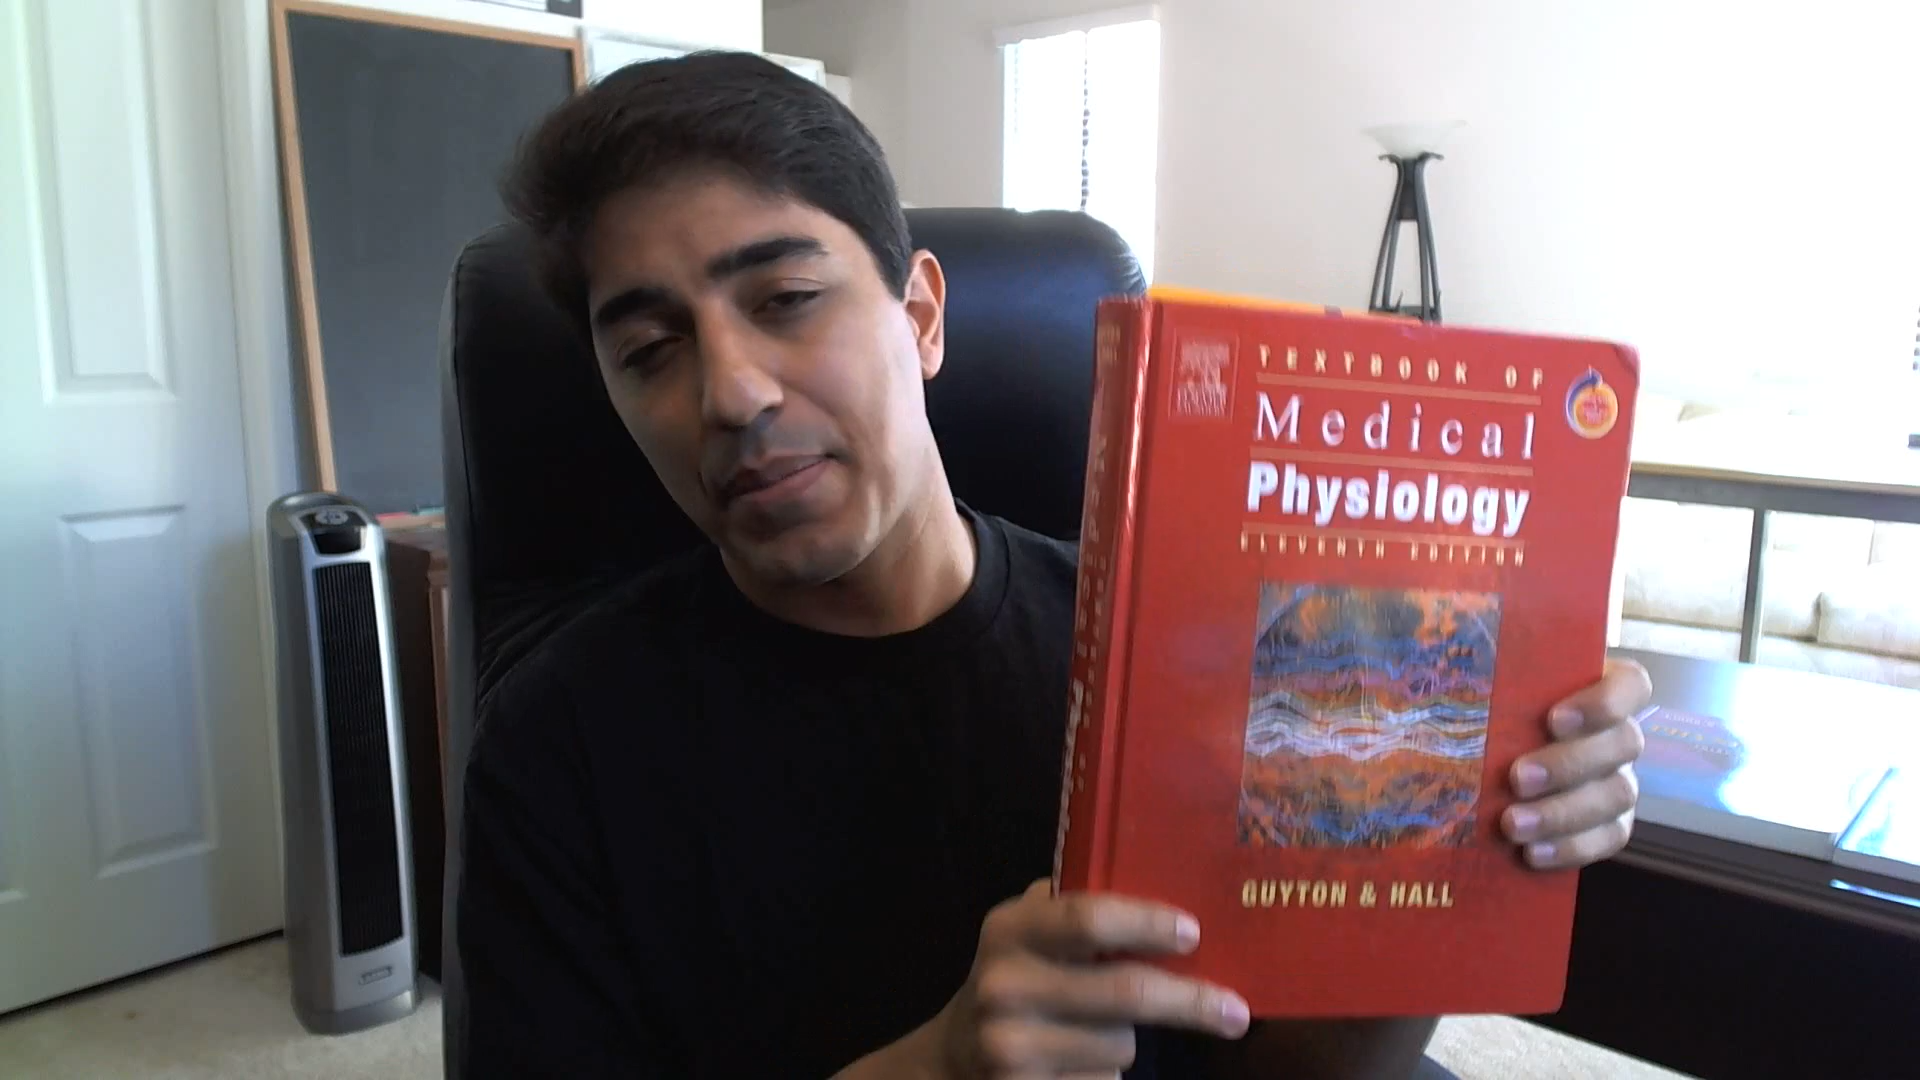 TEXTBOOK OF
Medical
Physiology
ELEVENTH EDITION
GUYTON & HALL